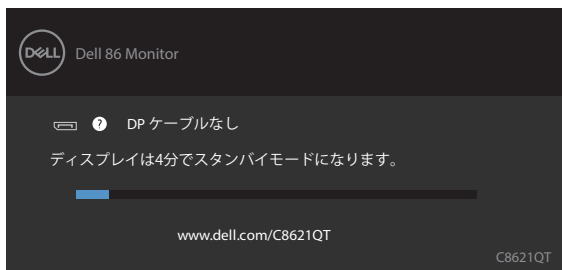 DELL
Dell 86 Monitor
? DP ケーブルなし
ディスプレイは4分でスタンバイモードになります。
www.dell.com/C8621QT
C8621QT